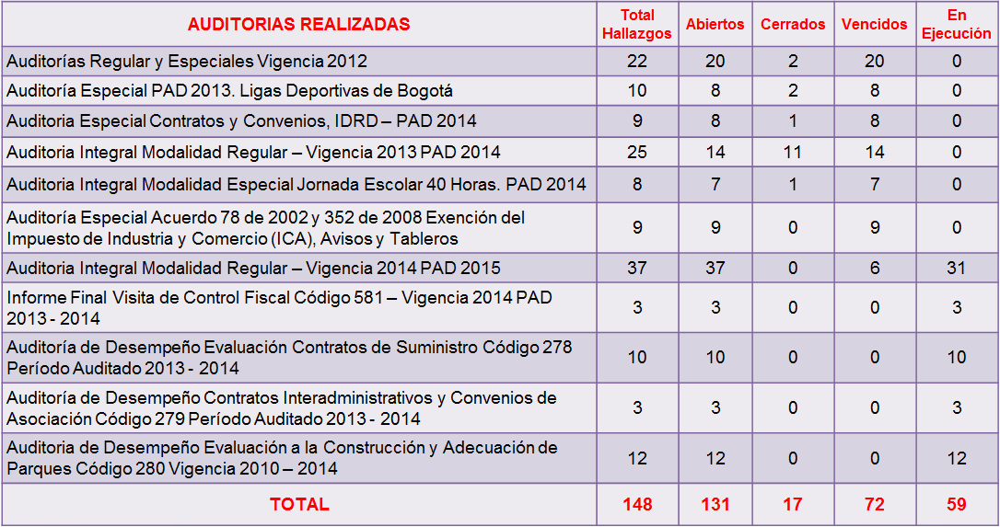 AUDITORIAS REALIZADAS Total Hallazgos Abiertos Cerrados Vencidos En Ejecución
Auditorías Regular y Especiales Vigencia 2012 22 20 2 20 0
Auditoría Especial PAD 2013. Ligas Deportivas de Bogotá 10 8 2 8 0
Auditoria Especial Contratos y Convenios, IDRD – PAD 2014 9 8 1 8 0
Auditoria Integral Modalidad Regular – Vigencia 2013 PAD 2014 25 14 11 14 0
Auditoria Integral Modalidad Especial Jornada Escolar 40 Horas. PAD 2014 8 7 1 7 0
Auditoría Especial Acuerdo 78 de 2002 y 352 de 2008 Exención del
Impuesto de Industria y Comercio (ICA), Avisos y Tableros 9 9 0 9 0
Auditoria Integral Modalidad Regular – Vigencia 2014 PAD 2015 37 37 0 6 31
Informe Final Visita de Control Fiscal Código 581 – Vigencia 2014 PAD
2013 - 2014 3 3 0 0 3
Auditoría de Desempeño Evaluación Contratos de Suministro Código 278
Período Auditado 2013 - 2014 10 10 0 0 10
Auditoría de Desempeño Contratos Interadministrativos y Convenios de
Asociación Código 279 Período Auditado 2013 - 2014 3 3 0 0 3
Auditoria de Desempeño Evaluación a la Construcción y Adecuación de
Parques Código 280 Vigencia 2010 – 2014 12 12 0 0 12
TOTAL 148 131 17 72 59